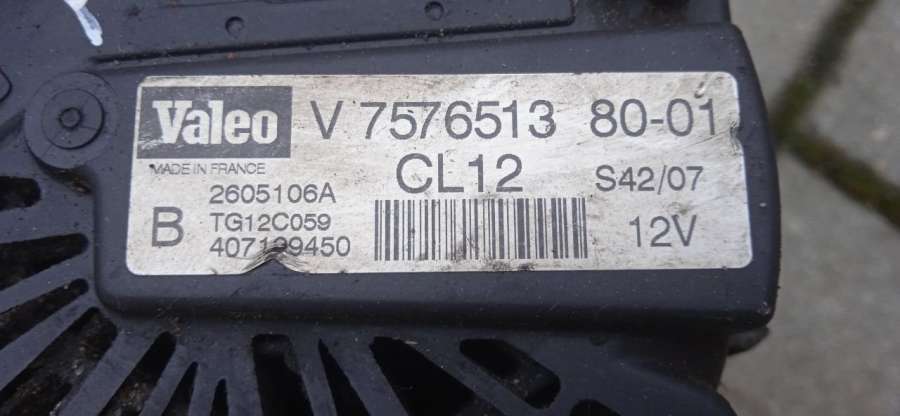 Valeo V 7576513 80-01
MADE IN FRANCE CL12 S42/07
2605106A
B TG12C059 12V
407199450